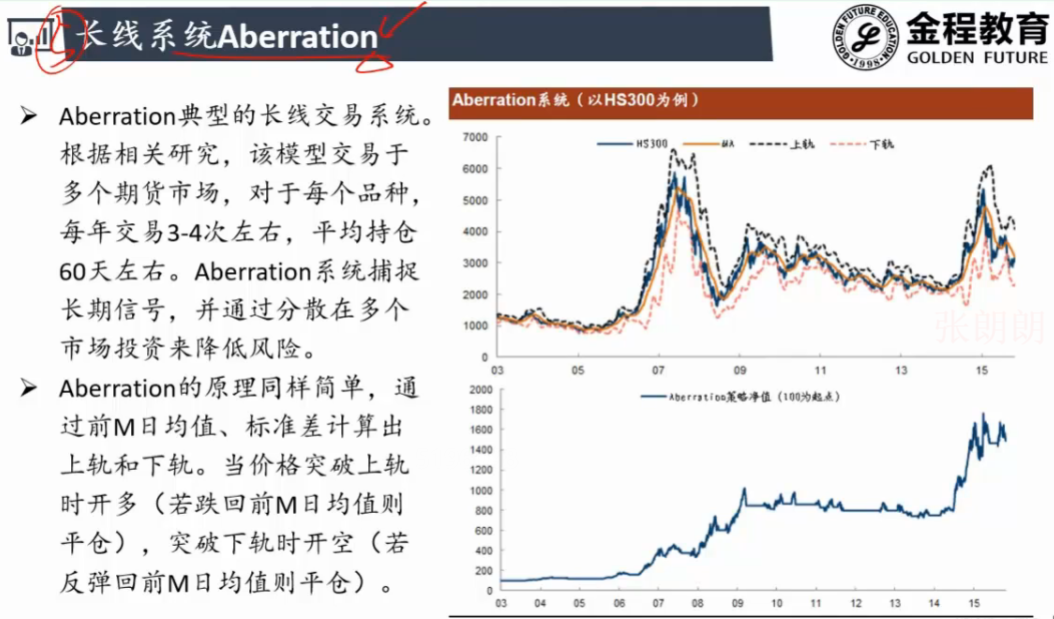 长线系统Aberration
金程教育
GOLDEN FUTURE
GOLDEN FUTURE EDUCATION
1998
Aberration典型的长线交易系统。
根据相关研究，该模型交易于
多个期货市场，对于每个品种，
每年交易3-4次左右，平均持仓
60天左右。Aberration系统捕捉
长期信号，并通过分散在多个
市场投资来降低风险。
Aberration的原理同样简单，通
过前M日均值、标准差计算出
上轨和下轨。当价格突破上轨
时开多（若跌回前M日均值则
平仓），突破下轨时开空（若
反弹回前M日均值则平仓）。
Aberration系统（以HS300为例）
HS300 MA 上轨 下轨
7000
6000
5000
4000
3000
2000
1000
0
03 05 07 09 11 13 15
张朗朗
Aberration策略净值（100为起点）
2000
1800
1600
1400
1200
1000
800
600
400
200
0
03 04 05 06 07 08 09 10 11 12 13 14 15